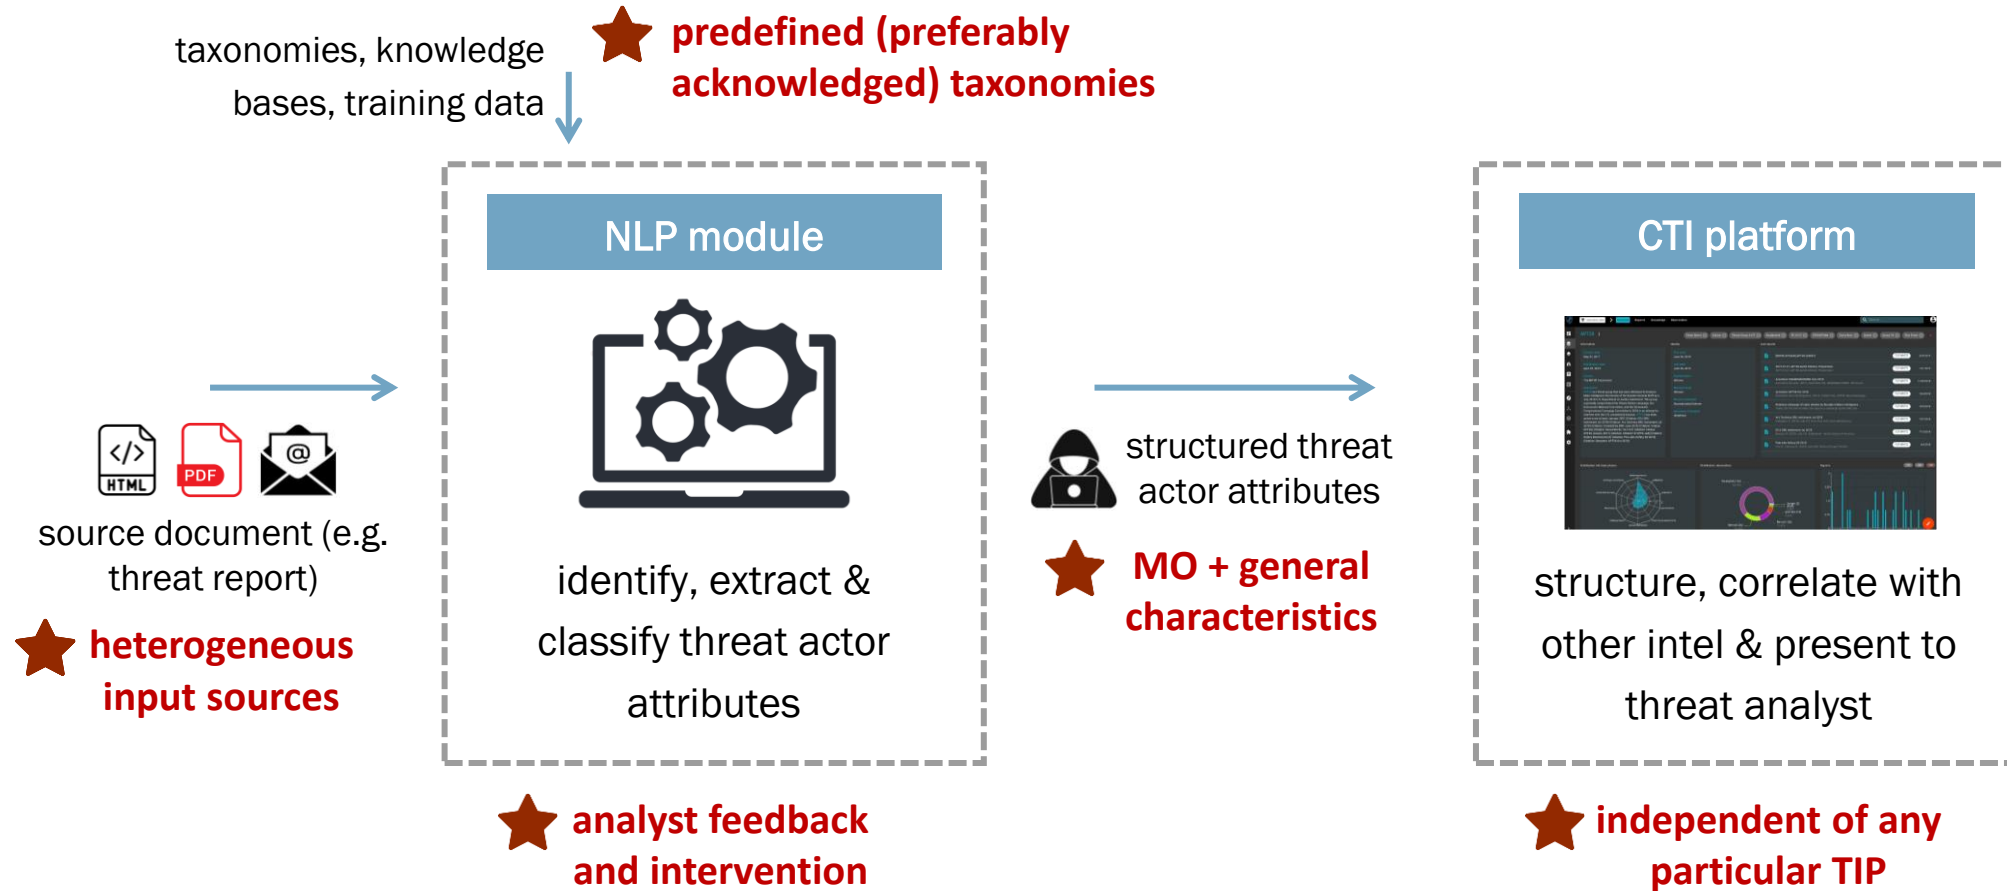 taxonomies, knowledge
bases, training data
predefined (preferably
acknowledged) taxonomies
NLP module
identify, extract &
classify threat actor
attributes
analyst feedback
and intervention
HTML
PDF
source document (e.g.
threat report)
heterogeneous
input sources
structured threat
actor attributes
MO + general
characteristics
CTI platform
structure, correlate with
other intel & present to
threat analyst
independent of any
particular TIP